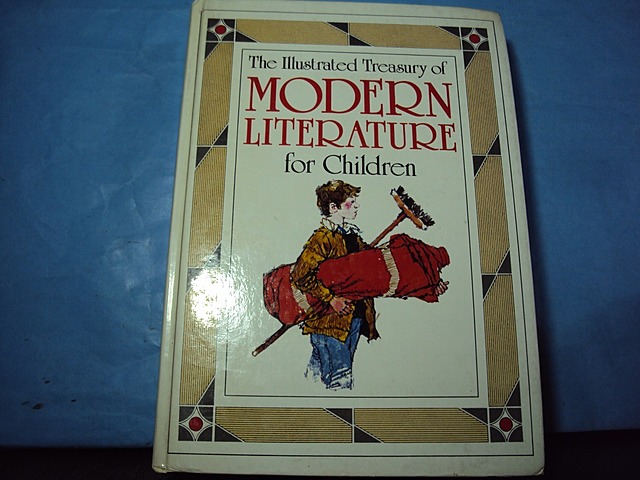 The Illustrated Treasury of
MODERN
LITERATURE
for Children